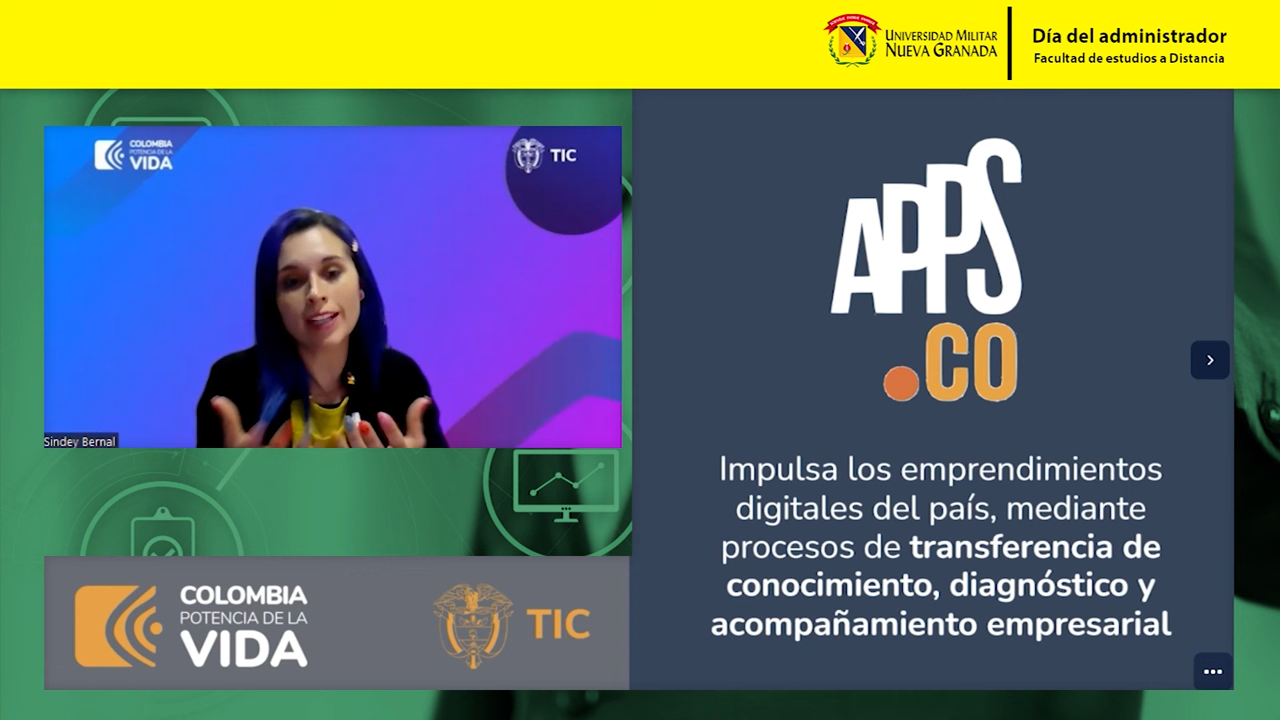 UNIVERSIDAD MILITAR
NUEVA GRANADA
Día del administrador
Facultad de estudios a Distancia
COLOMBIA
POTENCIA DE LA
VIDA
TIC
Sindey Bernal
APPS
.CO
Impulsa los emprendimientos
digitales del país, mediante
procesos de transferencia de
conocimiento, diagnóstico y
acompañamiento empresarial
COLOMBIA
POTENCIA DE LA
VIDA
TIC